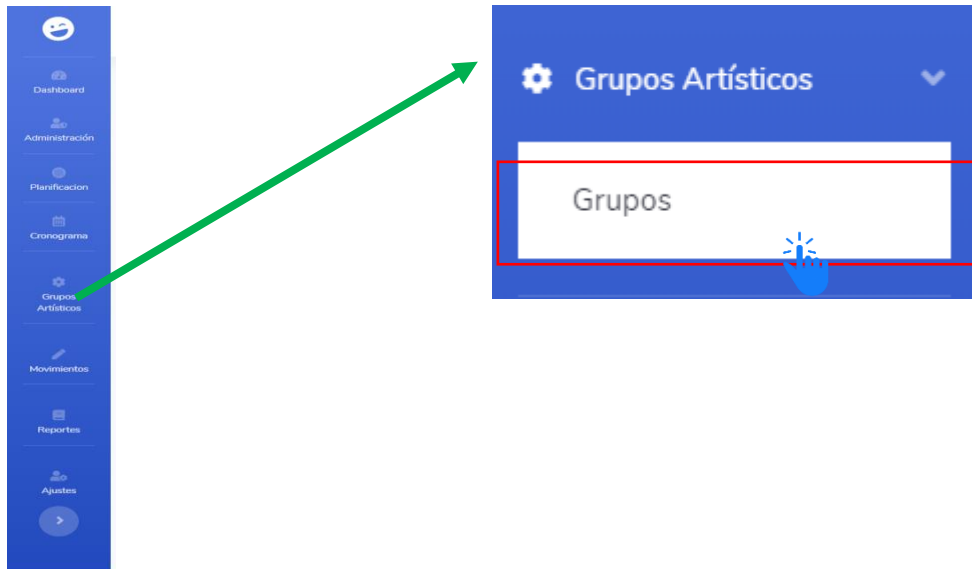 Dashboard
Administración
Planificacion
Cronograma
Grupos
Artísticos
Movimientos
Reportes
Ajustes
Grupos Artísticos
Grupos